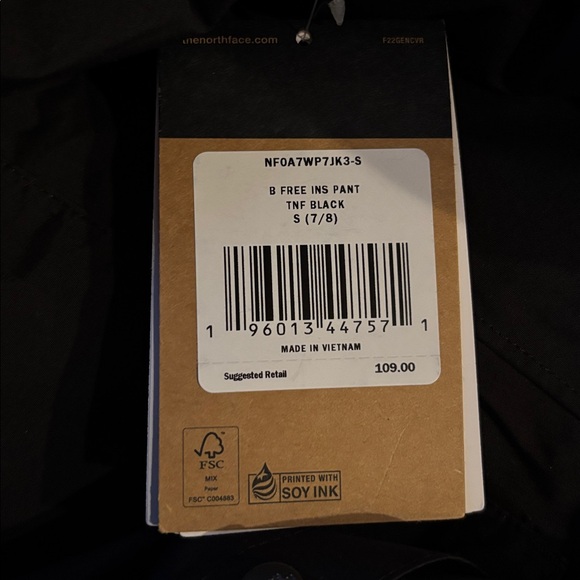 thenorthface.com F22GENCVN
NF0A7WP7JK3-S
B FREE INS PANT
TNF BLACK
S (7/8)
1 96013 44757 1
MADE IN VIETNAM
Suggested Retail 109.00
FSC
MIX
Paper
FSC® C004863
PRINTED WITH
SOY INK